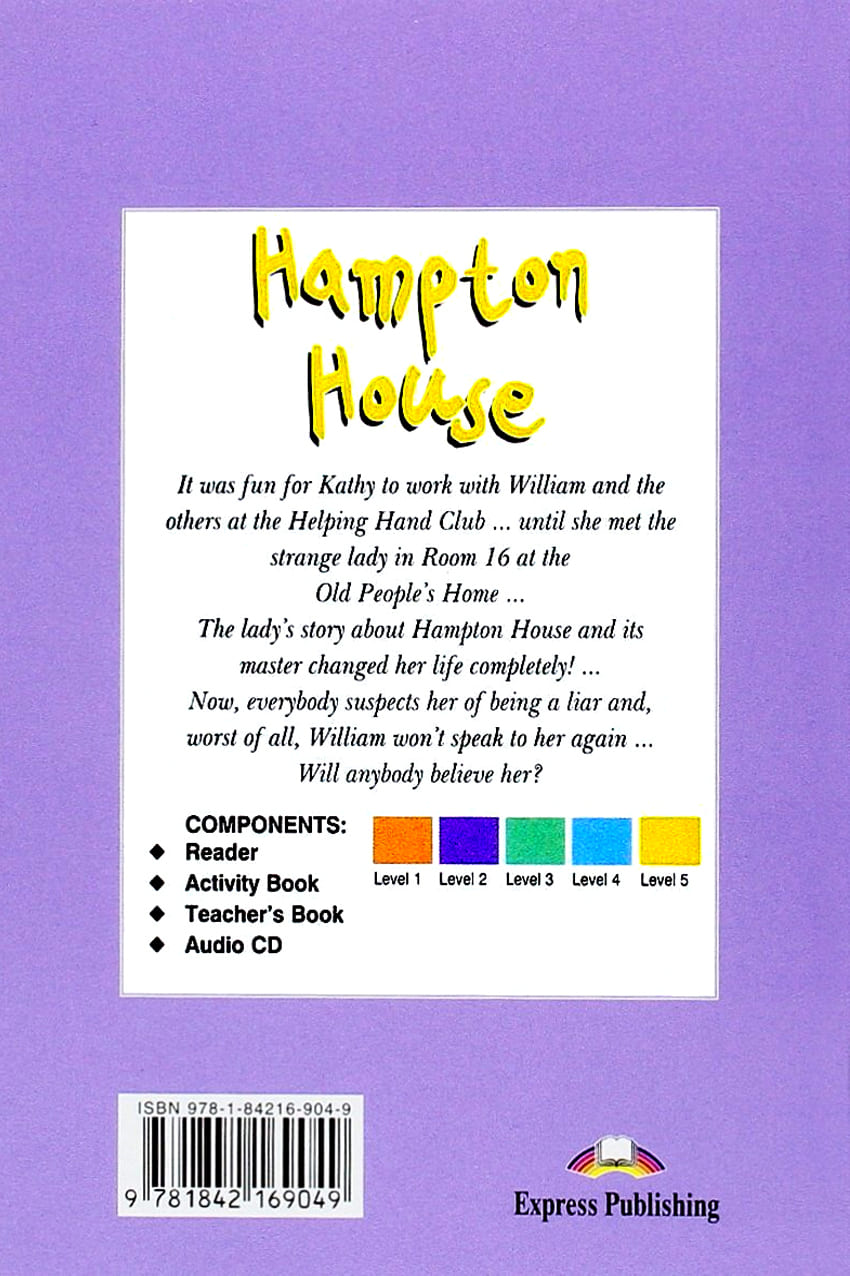 Hampton
House
It was fun for Kathy to work with William and the
others at the Helping Hand Club ... until she met the
strange lady in Room 16 at the
Old People's Home ...
The lady's story about Hampton House and its
master changed her life completely! ...
Now, everybody suspects her of being a liar and,
worst of all, William won't speak to her again ...
Will anybody believe her?
COMPONENTS:
◆ Reader
◆ Activity Book
◆ Teacher's Book
◆ Audio CD
Level 1 Level 2 Level 3 Level 4 Level 5
ISBN 978-1-84216-904-9
9 781842 169049
Express Publishing